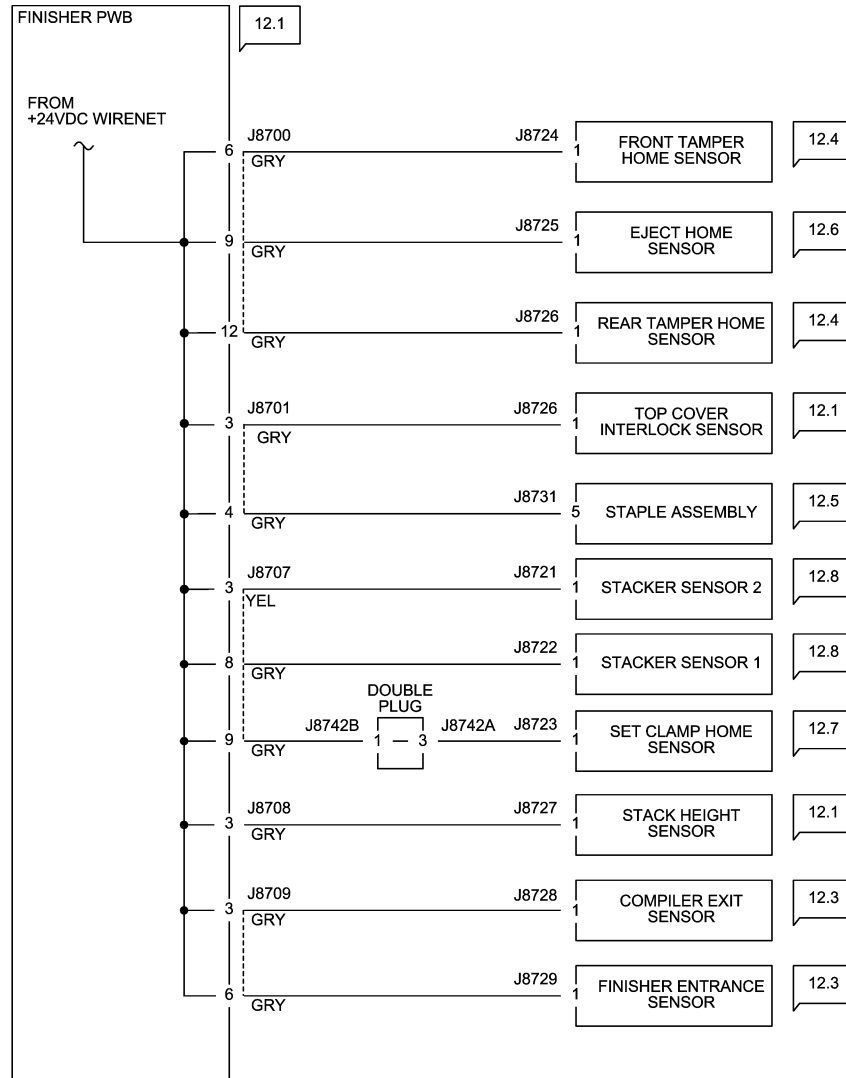 FINISHER PWB
12.1
FROM
+24VDC WIRENET
6 J8700 GRY J8724 1
FRONT TAMPER
HOME SENSOR
12.4
9 GRY J8725 1
EJECT HOME
SENSOR
12.6
12 GRY J8726 1
REAR TAMPER HOME
SENSOR
12.4
3 J8701 GRY J8726 1
TOP COVER
INTERLOCK SENSOR
12.1
4 GRY J8731 5
STAPLE ASSEMBLY
12.5
3 J8707 YEL J8721 1
STACKER SENSOR 2
12.8
8 GRY J8722 1
STACKER SENSOR 1
12.8
DOUBLE
PLUG
9 GRY J8742B 1 – 3 J8742A J8723 1
SET CLAMP HOME
SENSOR
12.7
3 J8708 GRY J8727 1
STACK HEIGHT
SENSOR
12.1
3 J8709 GRY J8728 1
COMPILER EXIT
SENSOR
12.3
6 GRY J8729 1
FINISHER ENTRANCE
SENSOR
12.3